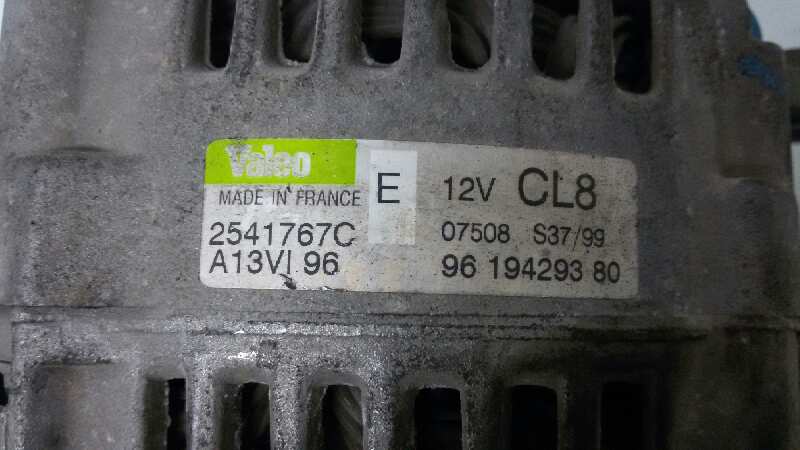 Valeo
MADE IN FRANCE E 12V CL8
2541767C 07508 S37/99
A13VI 96 96 194293 80